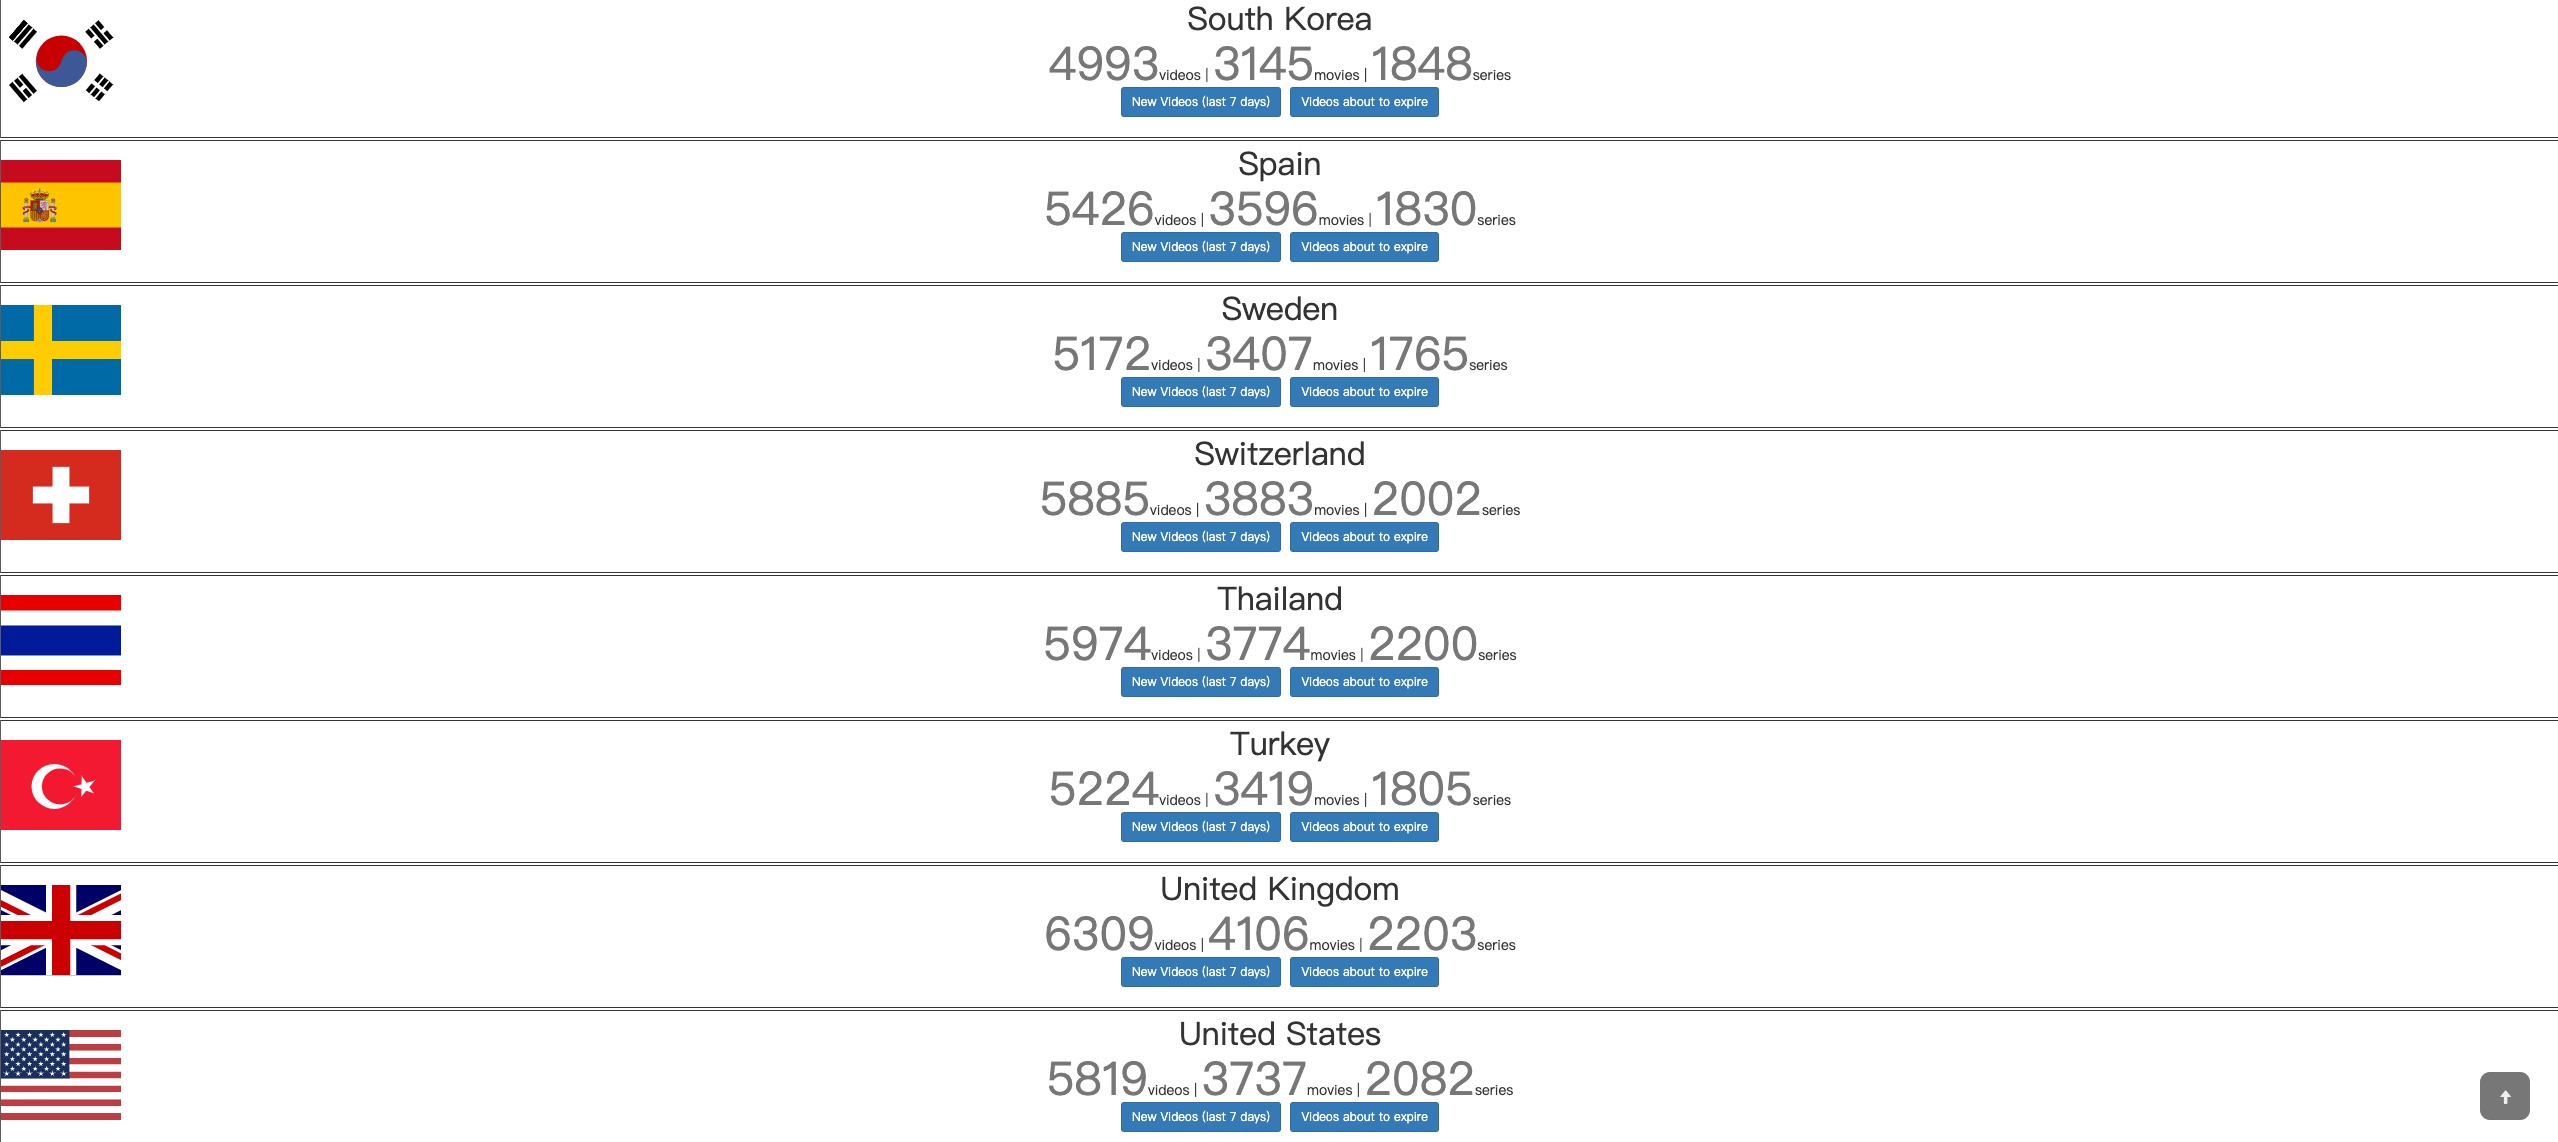 South Korea
4993videos | 3145movies | 1848series
New Videos (last 7 days) Videos about to expire
Spain
5426videos | 3596movies | 1830series
New Videos (last 7 days) Videos about to expire
Sweden
5172videos | 3407movies | 1765series
New Videos (last 7 days) Videos about to expire
Switzerland
5885videos | 3883movies | 2002series
New Videos (last 7 days) Videos about to expire
Thailand
5974videos | 3774movies | 2200series
New Videos (last 7 days) Videos about to expire
Turkey
5224videos | 3419movies | 1805series
New Videos (last 7 days) Videos about to expire
United Kingdom
6309videos | 4106movies | 2203series
New Videos (last 7 days) Videos about to expire
United States
5819videos | 3737movies | 2082series
New Videos (last 7 days) Videos about to expire